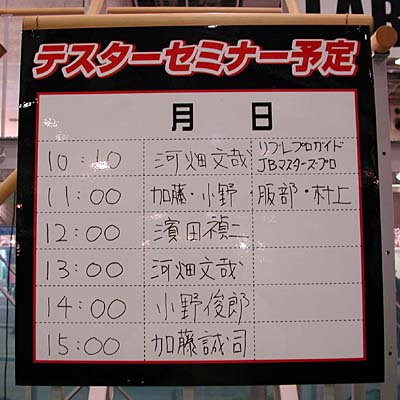 テスターセミナー予定
月 日
10:10 河畑文哉 リブレプロガイド
JBマスターズプロ
11:00 加藤・小野・服部・村上
12:00 濱田禎二
13:00 河畑文哉
14:00 小野俊郎
15:00 加藤誠司